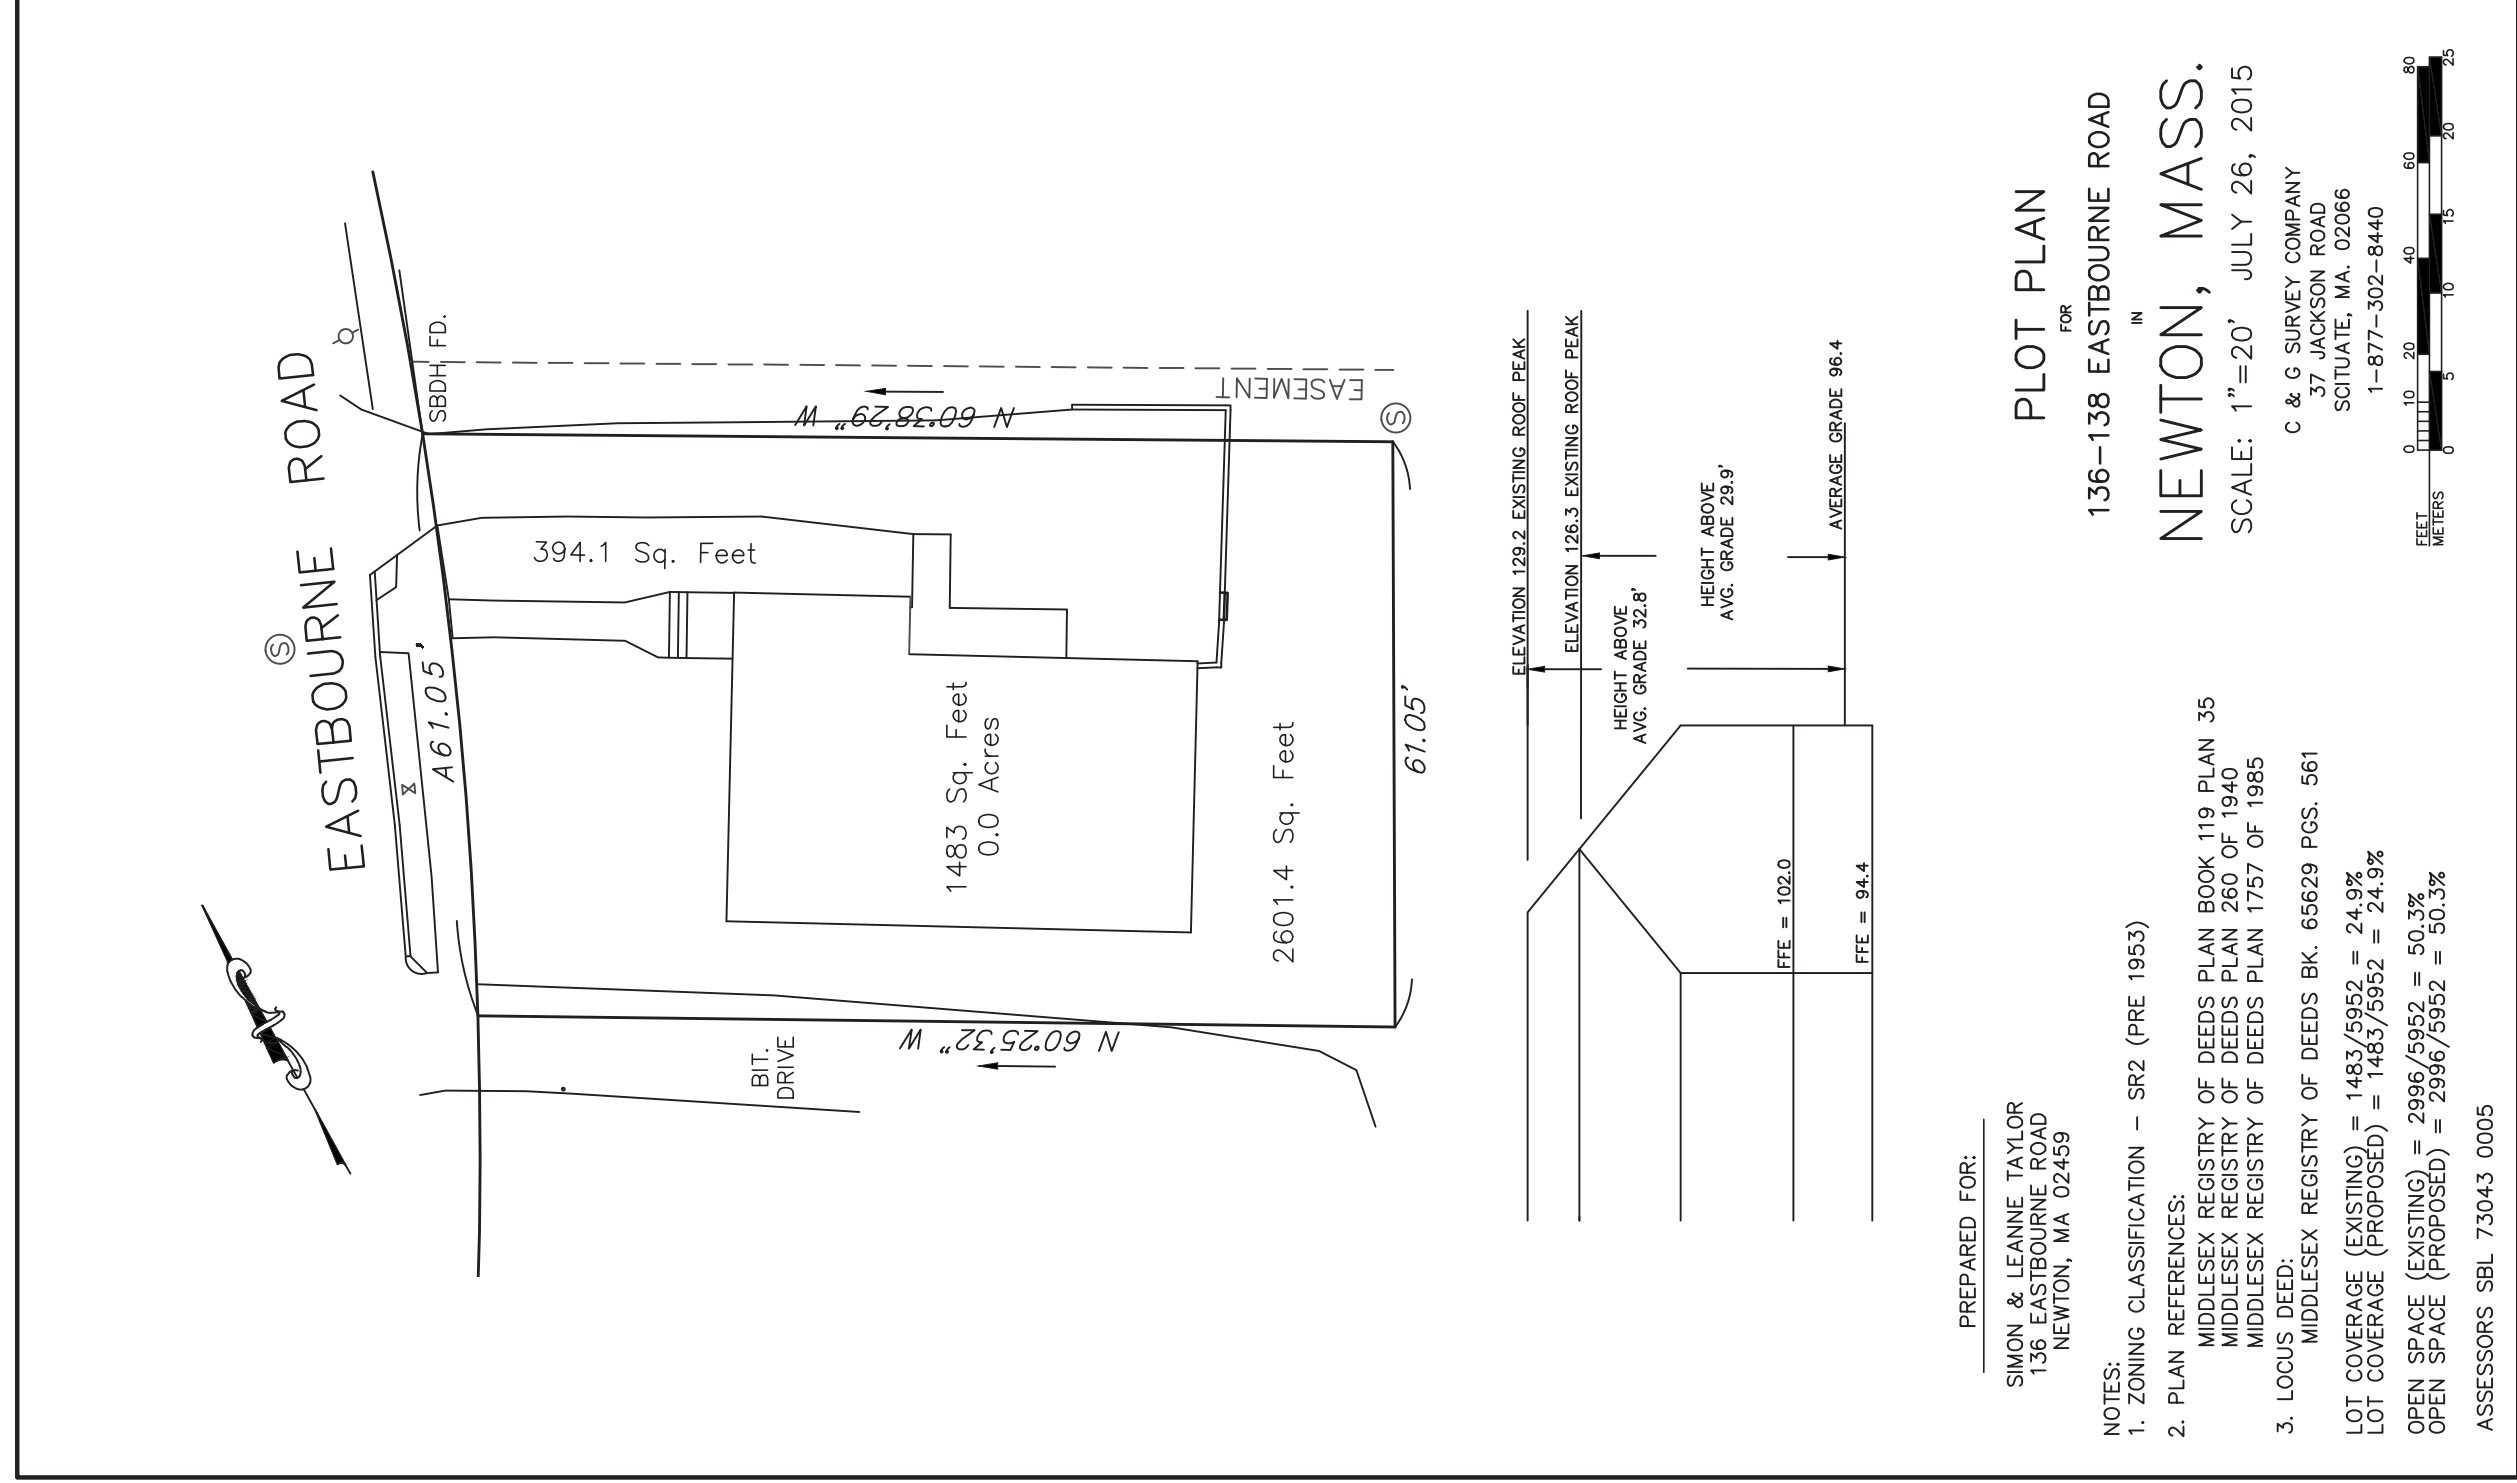 EASTBOURNE ROAD
S
SBDH FD.
N 60°38'29" W
EASEMENT
S
394.1 Sq. Feet
A61.05'
1483 Sq. Feet
0.0 Acres
2601.4 Sq. Feet
61.05'
N 60°25'32" W
BIT.
DRIVE
ELEVATION 129.2 EXISTING ROOF PEAK
ELEVATION 126.3 EXISTING ROOF PEAK
HEIGHT ABOVE
AVG. GRADE 32.8'
HEIGHT ABOVE
AVG. GRADE 29.9'
AVERAGE GRADE 96.4
FFE = 102.0
FFE = 94.4
PREPARED FOR:
SIMON & LEANNE TAYLOR
136 EASTBOURNE ROAD
NEWTON, MA 02459
NOTES:
1. ZONING CLASSIFICATION – SR2 (PRE 1953)
2. PLAN REFERENCES:
MIDDLESEX REGISTRY OF DEEDS PLAN BOOK 119 PLAN 35
MIDDLESEX REGISTRY OF DEEDS PLAN 260 OF 1940
MIDDLESEX REGISTRY OF DEEDS PLAN 1757 OF 1985
3. LOCUS DEED:
MIDDLESEX REGISTRY OF DEEDS BK. 65629 PGS. 561
LOT COVERAGE (EXISTING) = 1483/5952 = 24.9%
LOT COVERAGE (PROPOSED) = 1483/5952 = 24.9%
OPEN SPACE (EXISTING) = 2996/5952 = 50.3%
OPEN SPACE (PROPOSED) = 2996/5952 = 50.3%
ASSESSORS SBL 73043 0005
PLOT PLAN
FOR
136–138 EASTBOURNE ROAD
IN
NEWTON, MASS.
SCALE: 1"=20' JULY 26, 2015
C & G SURVEY COMPANY
37 JACKSON ROAD
SCITUATE, MA. 02066
1–877–302–8440
FEET 0 10 20 40 60 80
METERS 0 5 10 15 20 25